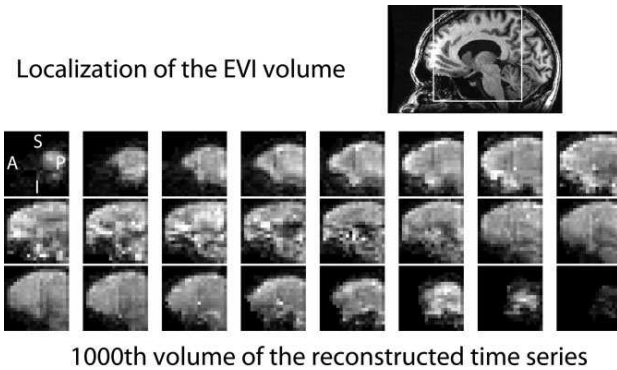 Localization of the EVI volume
S
A P
I
1000th volume of the reconstructed time series